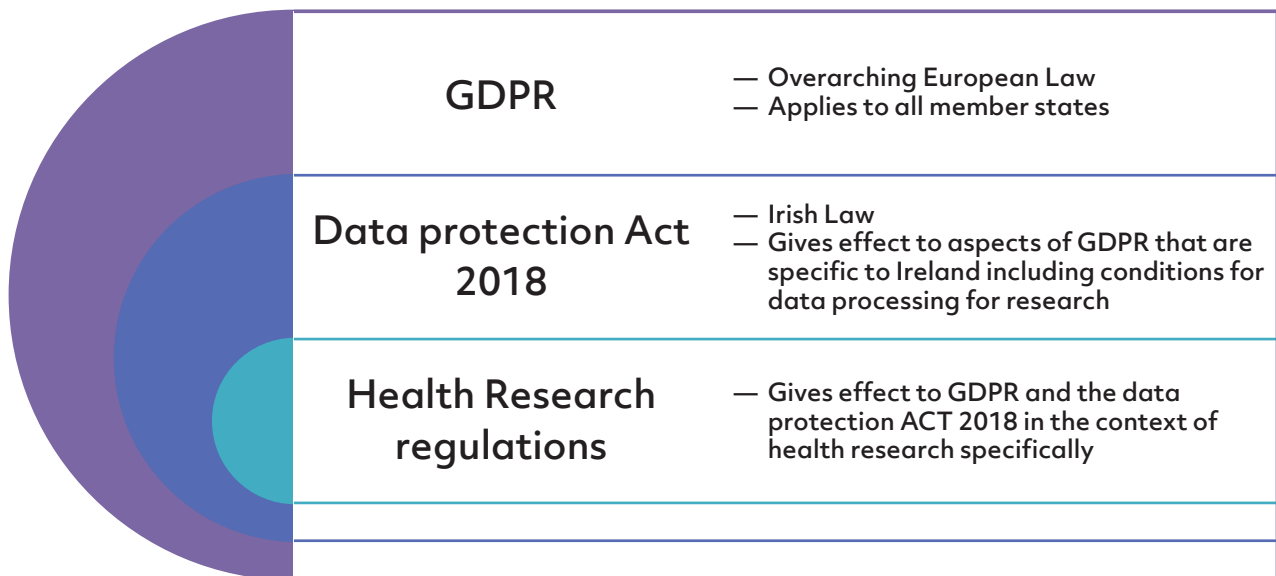 GDPR
— Overarching European Law
— Applies to all member states
Data protection Act
2018
— Irish Law
— Gives effect to aspects of GDPR that are
specific to Ireland including conditions for
data processing for research
Health Research
regulations
— Gives effect to GDPR and the data
protection ACT 2018 in the context of
health research specifically